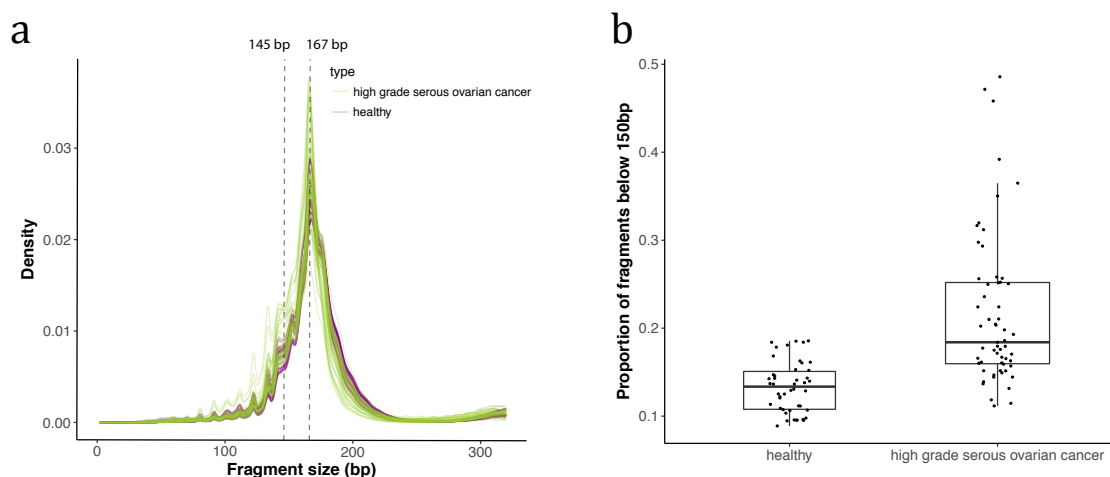 a
145 bp 167 bp
type
high grade serous ovarian cancer
healthy
0.03
0.02
0.01
0.00
Density
0 100 200 300
Fragment size (bp)
b
0.5
0.4
0.3
0.2
0.1
Proportion of fragments below 150bp
healthy high grade serous ovarian cancer